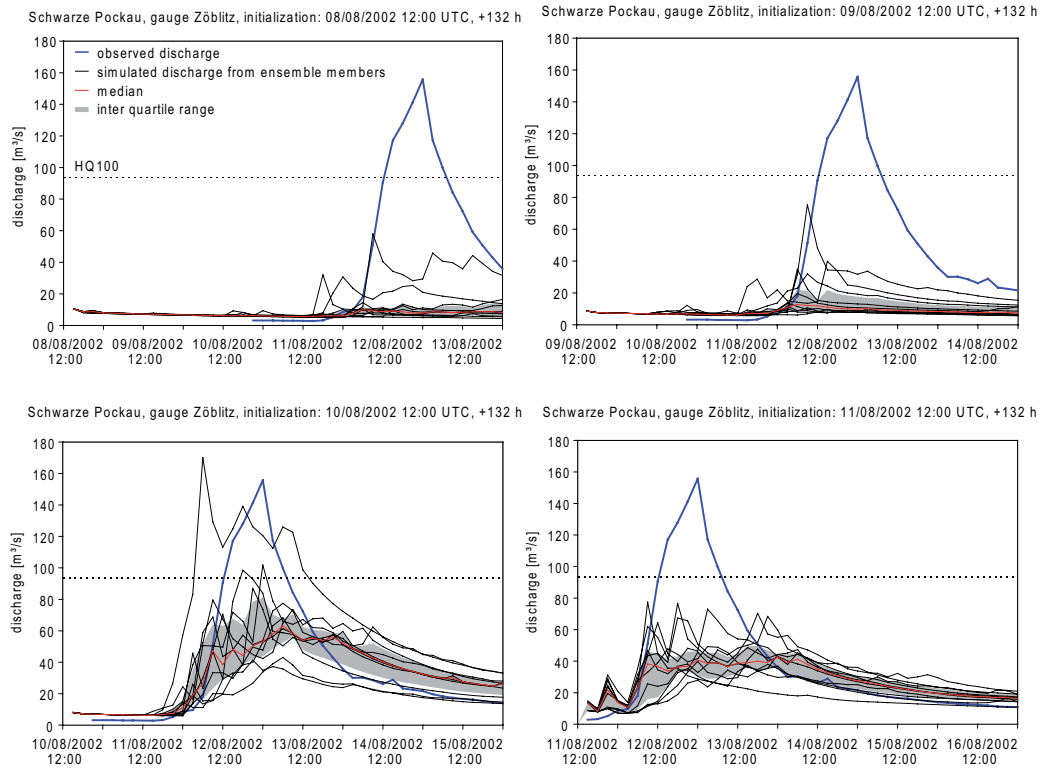 Schwarze Pockau, gauge Zöblitz, initialization: 08/08/2002 12:00 UTC, +132 h
180
160
140
120
100
80
60
40
20
0
discharge [m³/s]
observed discharge
simulated discharge from ensemble members
median
inter quartile range
HQ100
08/08/2002 09/08/2002 10/08/2002 11/08/2002 12/08/2002 13/08/2002
12:00 12:00 12:00 12:00 12:00 12:00
Schwarze Pockau, gauge Zöblitz, initialization: 09/08/2002 12:00 UTC, +132 h
180
160
140
120
100
80
60
40
20
0
discharge [m³/s]
09/08/2002 10/08/2002 11/08/2002 12/08/2002 13/08/2002 14/08/2002
12:00 12:00 12:00 12:00 12:00 12:00
Schwarze Pockau, gauge Zöblitz, initialization: 10/08/2002 12:00 UTC, +132 h
180
160
140
120
100
80
60
40
20
0
discharge [m³/s]
10/08/2002 11/08/2002 12/08/2002 13/08/2002 14/08/2002 15/08/2002
12:00 12:00 12:00 12:00 12:00 12:00
Schwarze Pockau, gauge Zöblitz, initialization: 11/08/2002 12:00 UTC, +132 h
180
160
140
120
100
80
60
40
20
0
discharge [m³/s]
11/08/2002 12/08/2002 13/08/2002 14/08/2002 15/08/2002 16/08/2002
12:00 12:00 12:00 12:00 12:00 12:00